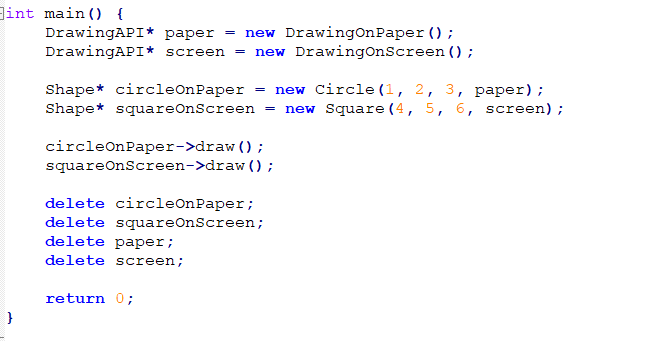 int main() {
    DrawingAPI* paper = new DrawingOnPaper();
    DrawingAPI* screen = new DrawingOnScreen();

    Shape* circleOnPaper = new Circle(1, 2, 3, paper);
    Shape* squareOnScreen = new Square(4, 5, 6, screen);

    circleOnPaper->draw();
    squareOnScreen->draw();

    delete circleOnPaper;
    delete squareOnScreen;
    delete paper;
    delete screen;

    return 0;
}